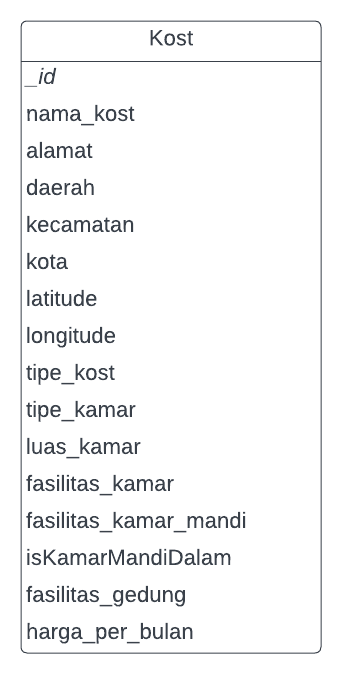 Kost
_id
nama_kost
alamat
daerah
kecamatan
kota
latitude
longitude
tipe_kost
tipe_kamar
luas_kamar
fasilitas_kamar
fasilitas_kamar_mandi
isKamarMandiDalam
fasilitas_gedung
harga_per_bulan